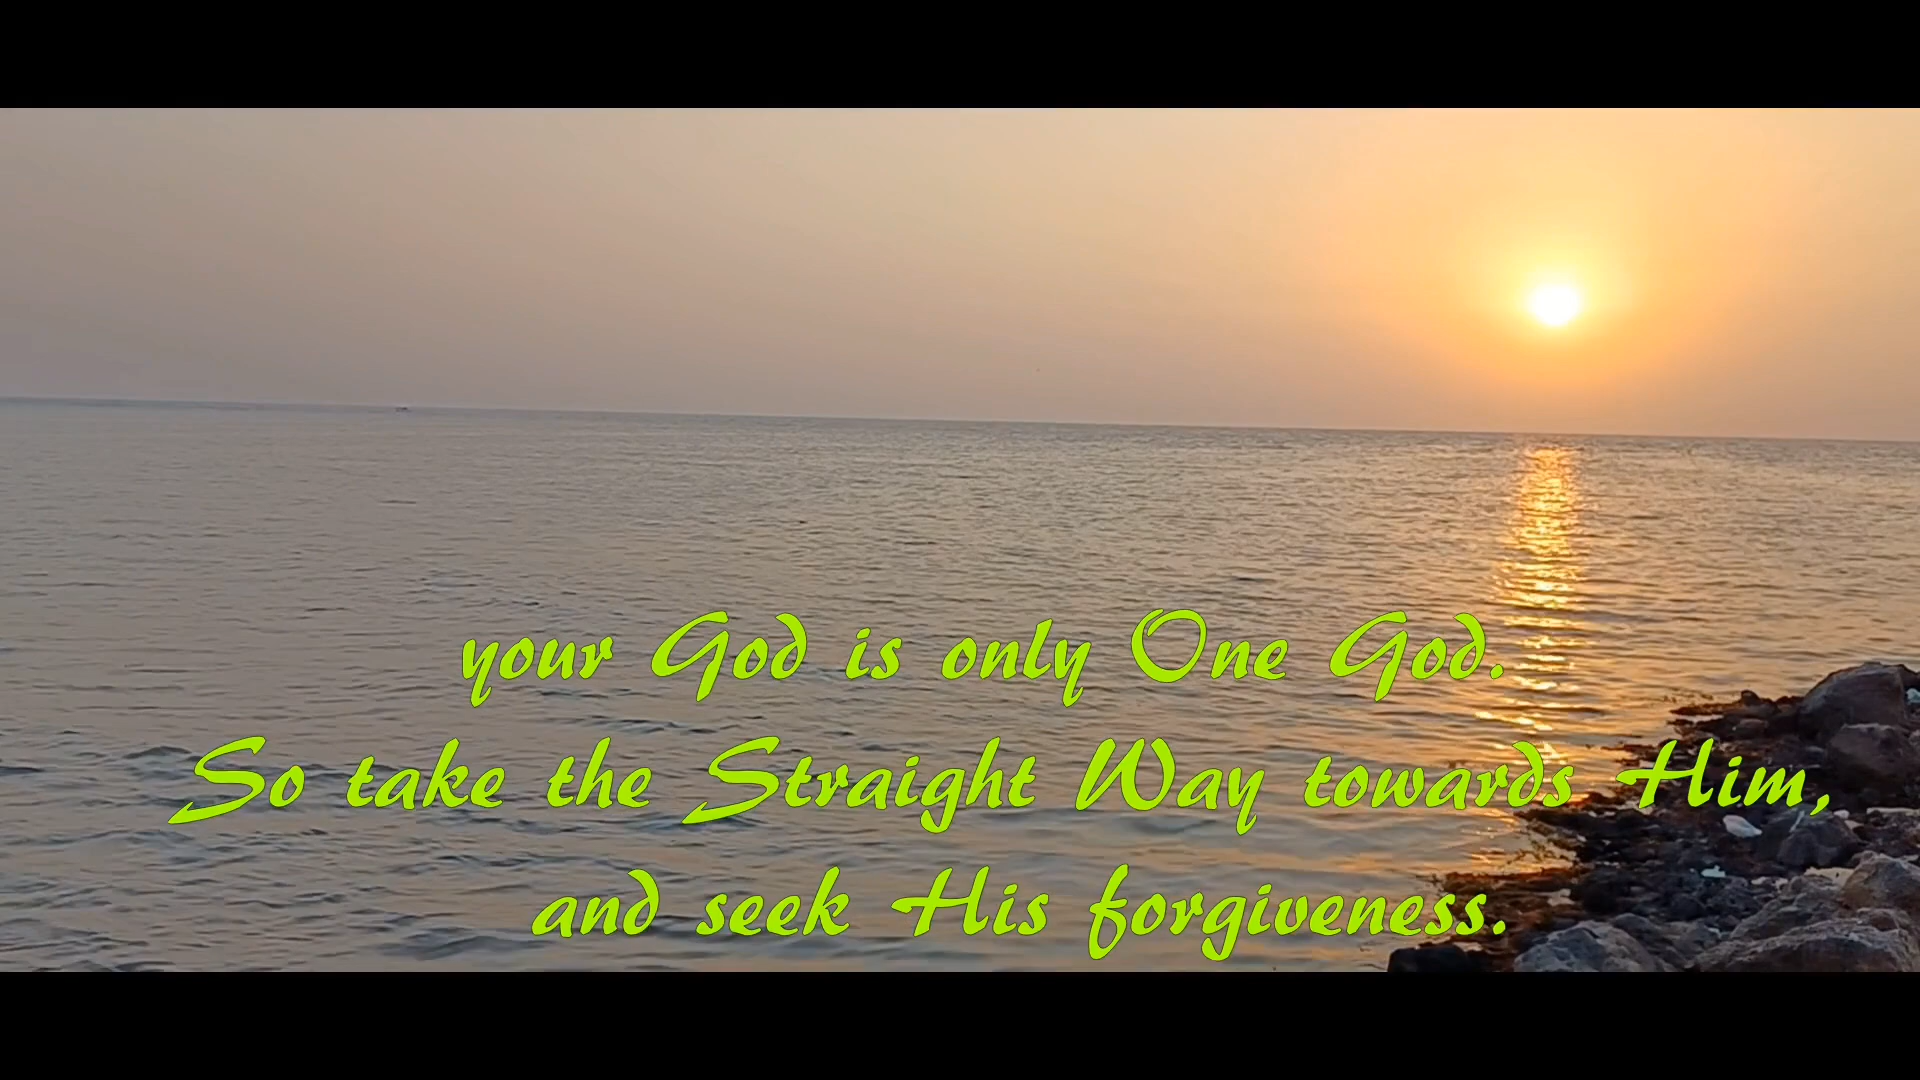 your God is only One God.
So take the Straight Way towards Him,
and seek His forgiveness.